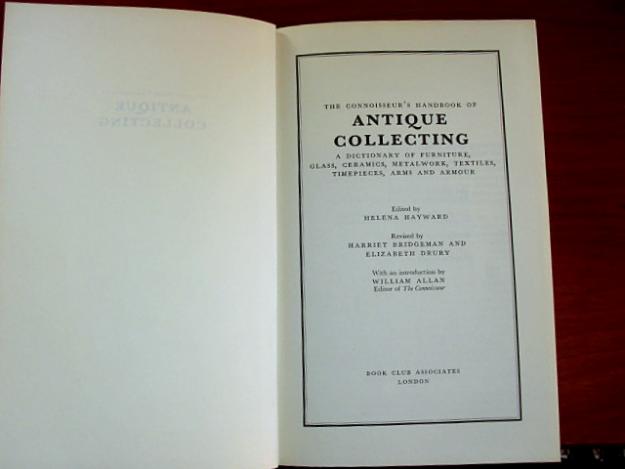 THE CONNOISSEUR'S HANDBOOK OF
ANTIQUE
COLLECTING
A DICTIONARY OF FURNITURE,
GLASS, CERAMICS, METALWORK, TEXTILES,
TIMEPIECES, ARMS AND ARMOUR
Edited by
HELENA HAYWARD
Revised by
HARRIET BRIDGEMAN AND
ELIZABETH DRURY
With an introduction by
WILLIAM ALLAN
Editor of The Connoisseur
BOOK CLUB ASSOCIATES
LONDON